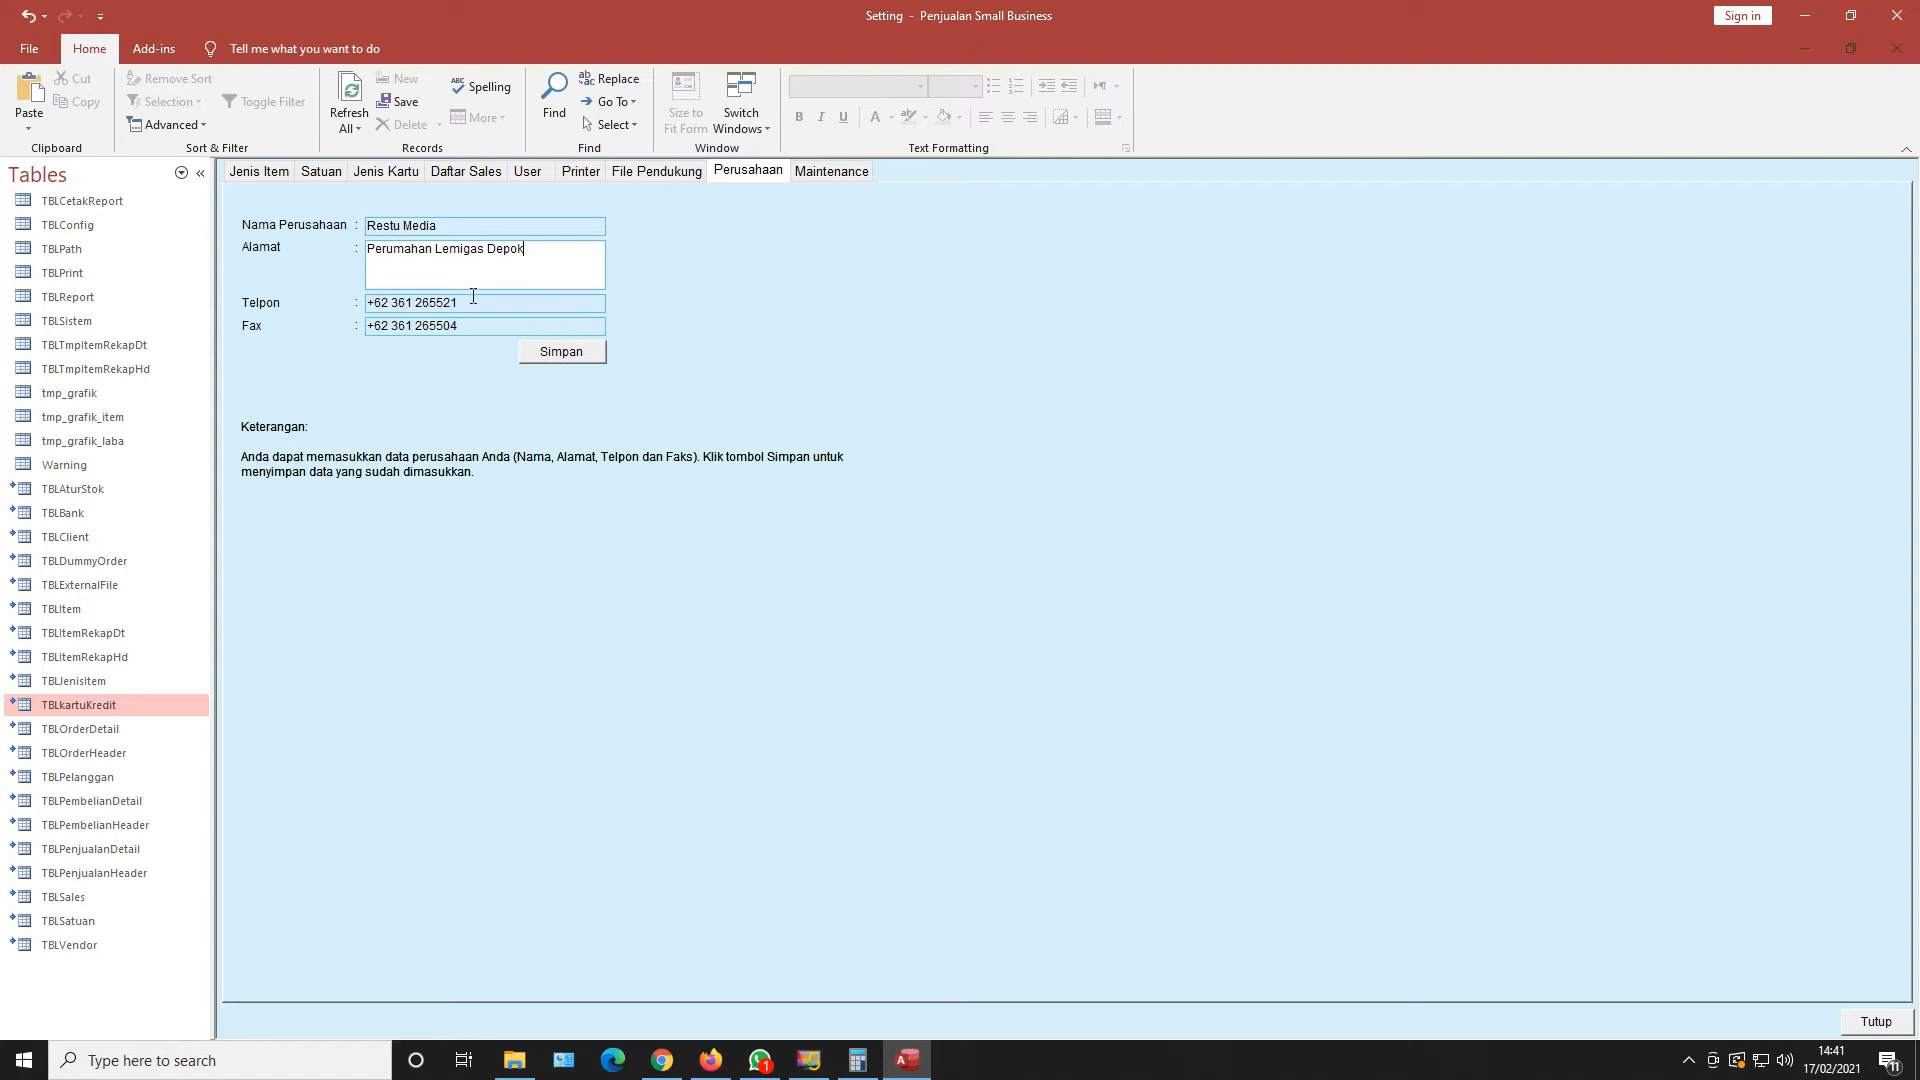 Setting - Penjualan Small Business
Sign in
File
Home
Add-ins
Tell me what you want to do
Paste
Cut
Copy
Clipboard
Remove Sort
Selection
Toggle Filter
Advanced
Sort & Filter
Refresh
All
New
Save
Delete
Spelling
More
Records
Find
ab
ac
Replace
Go To
Select
Find
Size to
Fit Form
Switch
Windows
Window
B I U
A
Text Formatting
Tables
TBLCetakReport
TBLConfig
TBLPath
TBLPrint
TBLReport
TBLSistem
TBLTmpItemRekapDt
TBLTmpItemRekapHd
tmp_grafik
tmp_grafik_item
tmp_grafik_laba
Warning
TBLAturStok
TBLBank
TBLClient
TBLDummyOrder
TBLExternalFile
TBLItem
TBLItemRekapDt
TBLItemRekapHd
TBLJenisItem
TBLkartuKredit
TBLOrderDetail
TBLOrderHeader
TBLPelanggan
TBLPembelianDetail
TBLPembelianHeader
TBLPenjualanDetail
TBLPenjualanHeader
TBLSales
TBLSatuan
TBLVendor
Jenis Item
Satuan
Jenis Kartu
Daftar Sales
User
Printer
File Pendukung
Perusahaan
Maintenance
Nama Perusahaan : Restu Media
Alamat : Perumahan Lemigas Depok
Telpon : +62 361 265521
Fax : +62 361 265504
Simpan
Keterangan:
Anda dapat memasukkan data perusahaan Anda (Nama, Alamat, Telpon dan Faks). Klik tombol Simpan untuk
menyimpan data yang sudah dimasukkan.
Tutup
Type here to search
1
14:41
17/02/2021
11